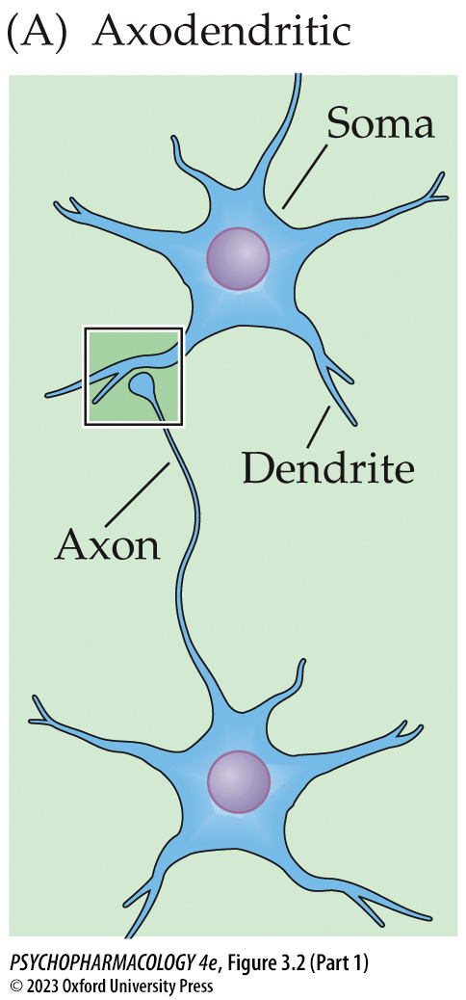 (A) Axodendritic
Soma
Dendrite
Axon
PSYCHOPHARMACOLOGY 4e, Figure 3.2 (Part 1)
© 2023 Oxford University Press